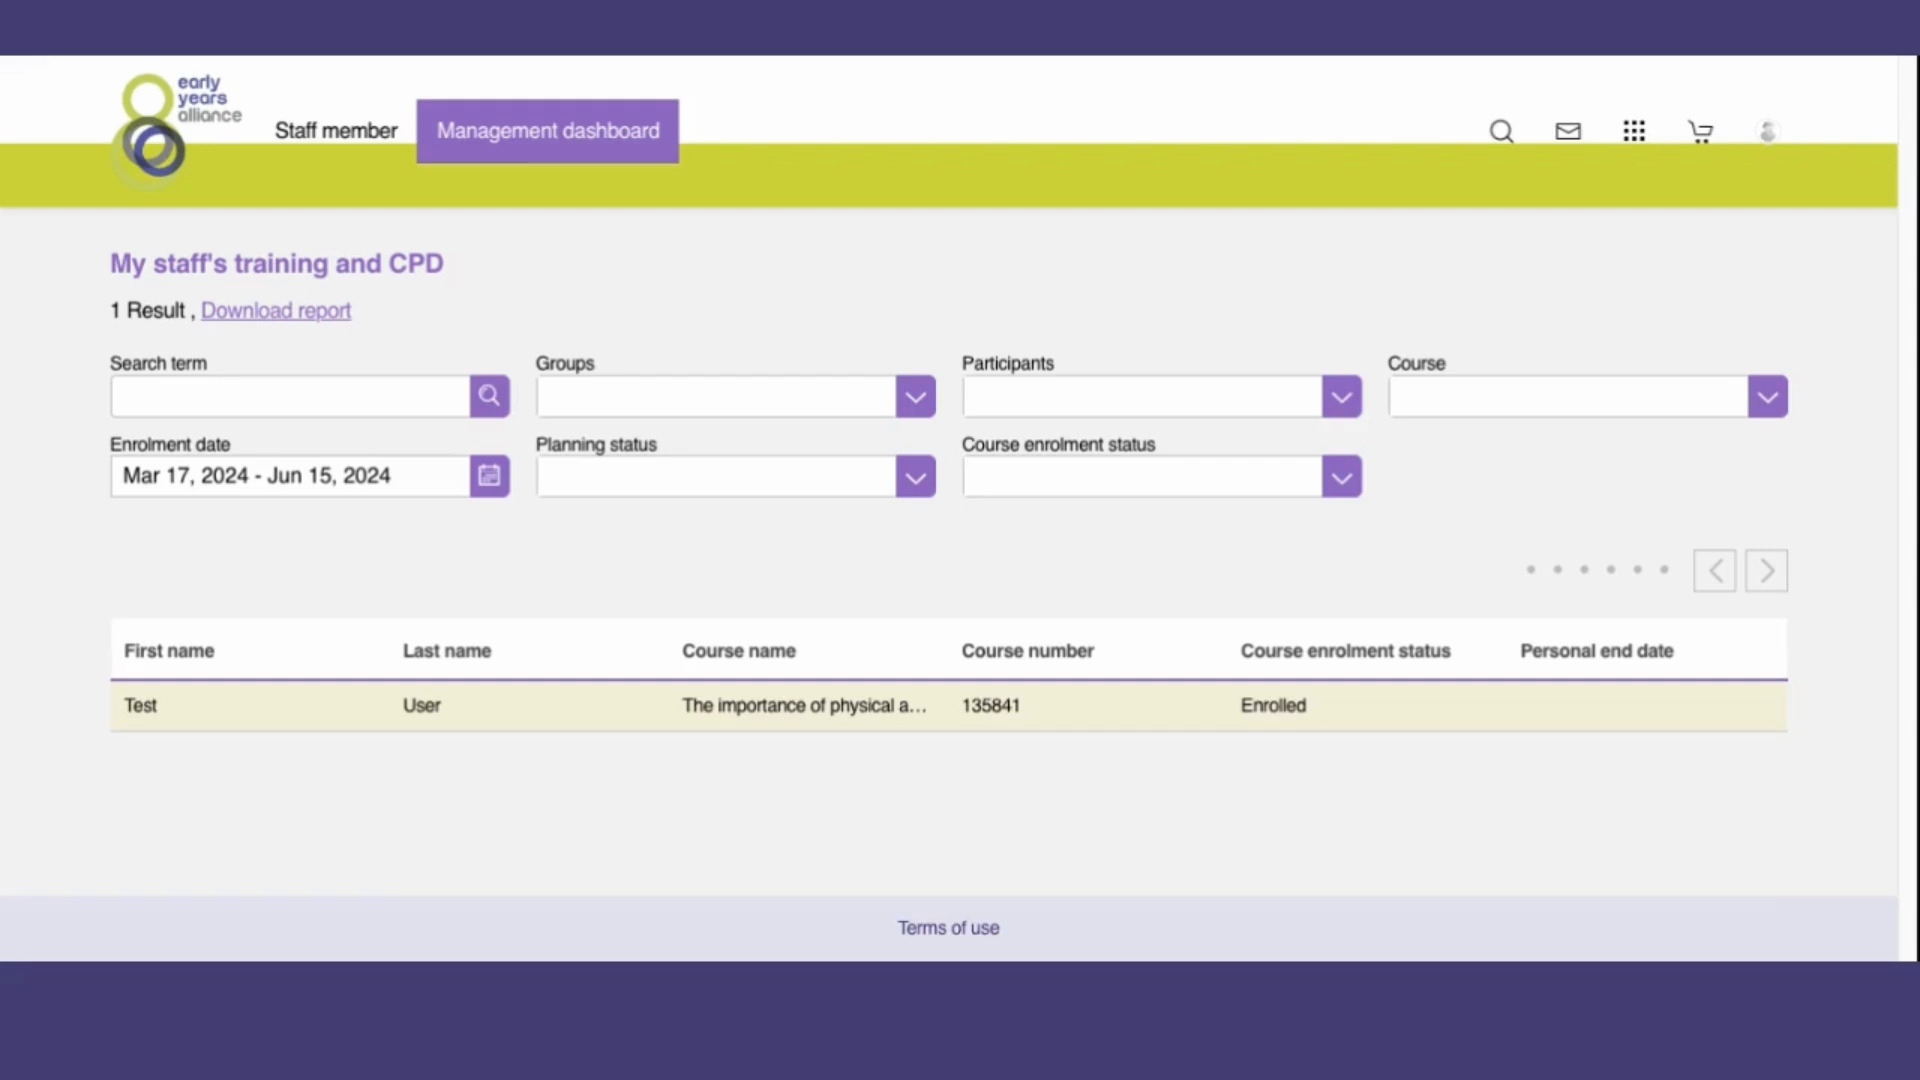 early
years
alliance
Staff member
Management dashboard
My staff's training and CPD
1 Result , Download report
Search term
Groups
Participants
Course
Enrolment date
Planning status
Course enrolment status
Mar 17, 2024 - Jun 15, 2024
First name Last name Course name Course number Course enrolment status Personal end date
Test User The importance of physical a... 135841 Enrolled
Terms of use